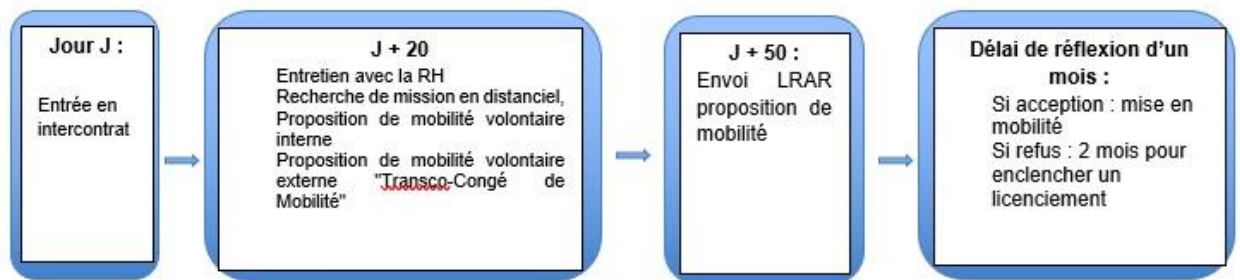 Jour J :
Entrée en
intercontrat
J + 20
Entretien avec la RH
Recherche de mission en distanciel,
Proposition de mobilité volontaire
interne
Proposition de mobilité volontaire
externe "Transco-Congé de
Mobilité"
J + 50 :
Envoi LRAR
proposition de
mobilité
Délai de réflexion d'un
mois :
Si acception : mise en
mobilité
Si refus : 2 mois pour
enclencher un
licenciement